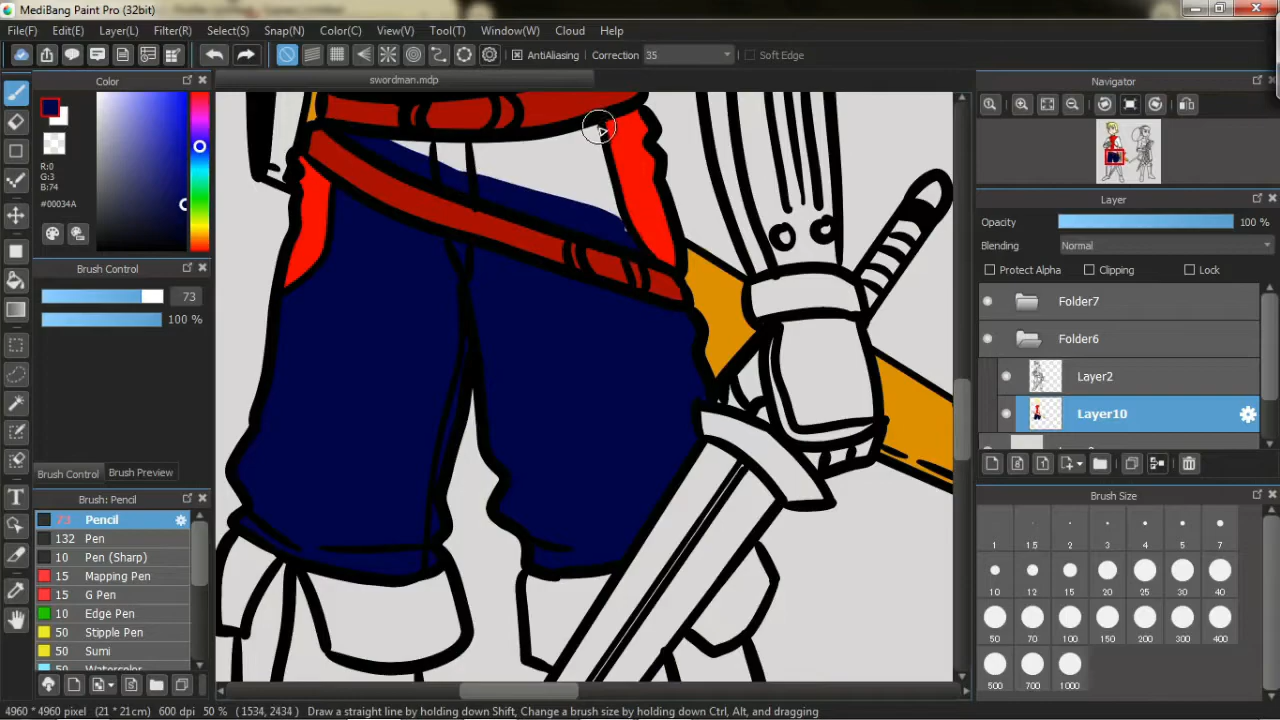 MediBang Paint Pro (32bit)
File(F) Edit(E) Layer(L) Filter(R) Select(S) Snap(N) Color(C) View(V) Tool(T) Window(W) Cloud Help
AntiAliasing Correction 35 Soft Edge
Color
swordman.mdp
Navigator
R:0
G:3
B:74
#00034A
Layer
Opacity 100 %
Blending Normal
Protect Alpha Clipping Lock
Brush Control
73
100 %
Folder7
Folder6
Layer2
Layer10
Brush Control Brush Preview
Brush: Pencil
73 Pencil
132 Pen
10 Pen (Sharp)
15 Mapping Pen
15 G Pen
10 Edge Pen
50 Stipple Pen
50 Sumi
50 Watercolor
Brush Size
1 1.5 2 3 4 5 7
10 12 15 20 25 30 40
50 70 100 150 200 300 400
500 700 1000
4960 * 4960 pixel (21 * 21cm) 600 dpi 50 % (1534, 2434) Draw a straight line by holding down Shift, Change a brush size by holding down Ctrl, Alt, and dragging